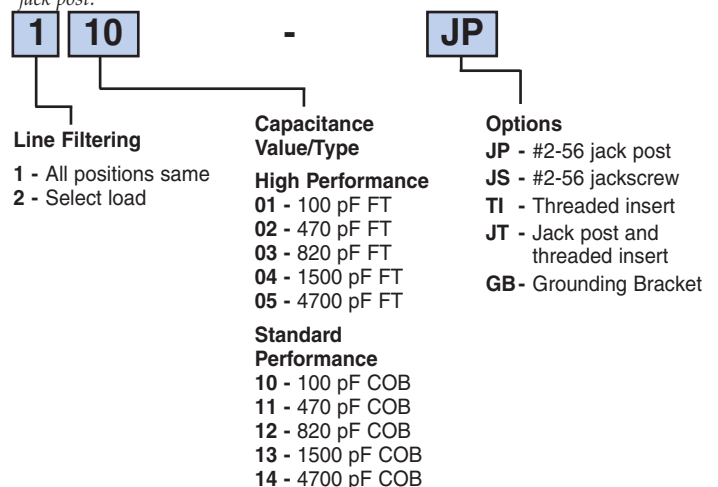 jack post.
1 10 - JP
Line Filtering
1 - All positions same
2 - Select load
Capacitance
Value/Type
High Performance
01 - 100 pF FT
02 - 470 pF FT
03 - 820 pF FT
04 - 1500 pF FT
05 - 4700 pF FT
Standard
Performance
10 - 100 pF COB
11 - 470 pF COB
12 - 820 pF COB
13 - 1500 pF COB
14 - 4700 pF COB
Options
JP - #2-56 jack post
JS - #2-56 jackscrew
TI - Threaded insert
JT - Jack post and
threaded insert
GB - Grounding Bracket